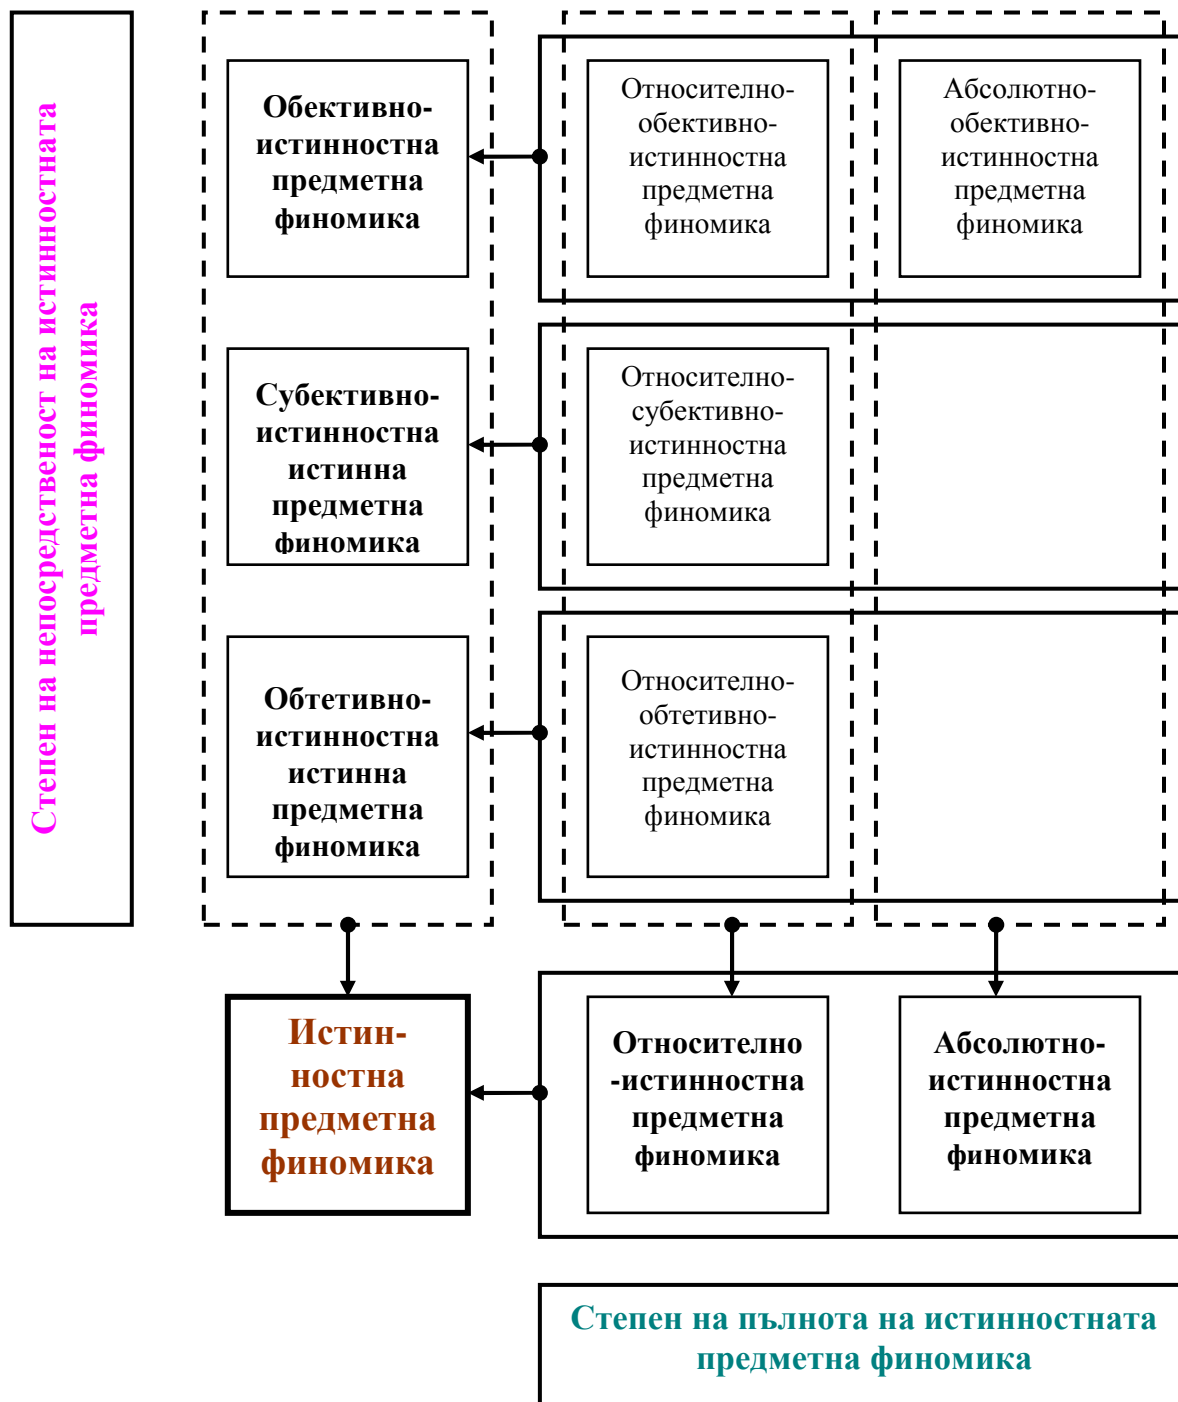 Степен на непосредственост на истинностната
предметна финомика
Обективно-
истинностна
предметна
финомика
Относително-
обективно-
истинностна
предметна
финомика
Абсолютно-
обективно-
истинностна
предметна
финомика
Субективно-
истинностна
истинна
предметна
финомика
Относително-
субективно-
истинностна
предметна
финомика
Обтетивно-
истинностна
истинна
предметна
финомика
Относително-
обтетивно-
истинностна
предметна
финомика
Истин-
ностна
предметна
финомика
Относително
-истинностна
предметна
финомика
Абсолютно-
истинностна
предметна
финомика
Степен на пълнота на истинностната
предметна финомика